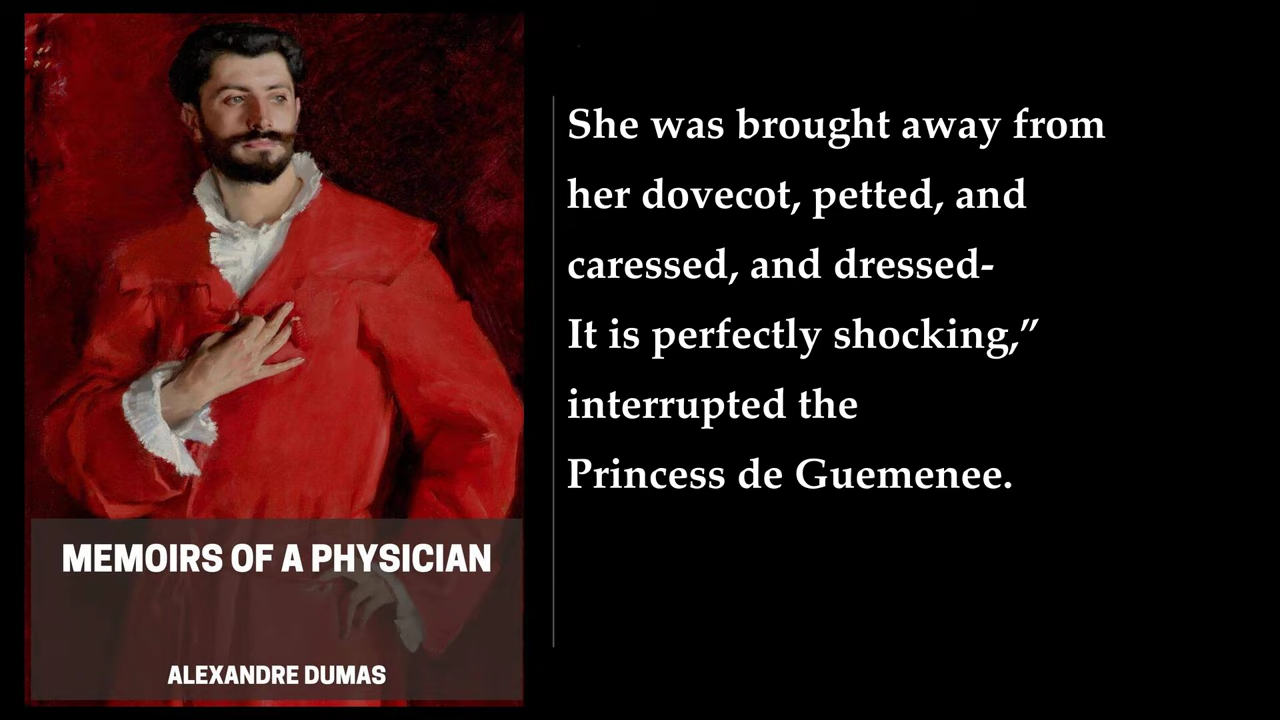 She was brought away from
her dovecot, petted, and
caressed, and dressed-
It is perfectly shocking,”
interrupted the
Princess de Guemenee.
MEMOIRS OF A PHYSICIAN
ALEXANDRE DUMAS